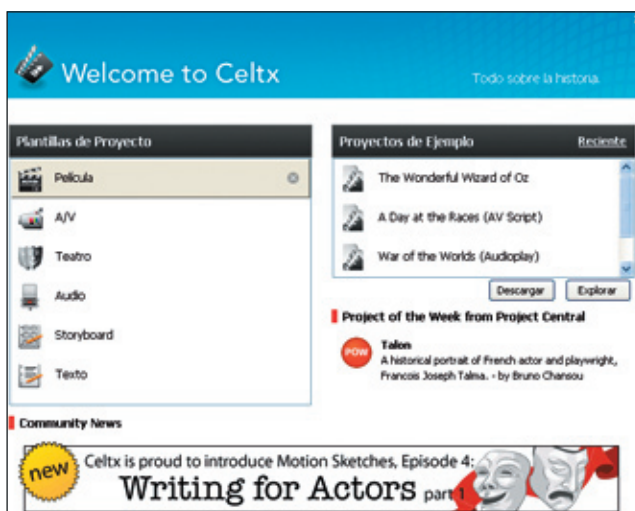 Welcome to Celtx
Todo sobre la historia.
Plantillas de Proyecto
Película
A/V
Teatro
Audio
Storyboard
Texto
Proyectos de Ejemplo
Reciente
The Wonderful Wizard of Oz
A Day at the Races (AV Script)
War of the Worlds (Audioplay)
Descargar
Explorar
Project of the Week from Project Central
POW
Talon
A historical portrait of French actor and playwright,
Francois Joseph Talma. - by Bruno Chansou
Community News
new
Celtx is proud to introduce Motion Sketches, Episode 4:
Writing for Actors part 1